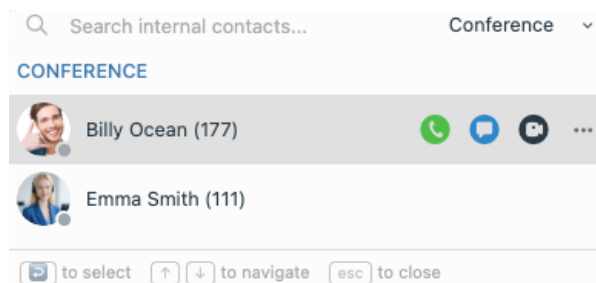 Search internal contacts... Conference
CONFERENCE
Billy Ocean (177)
Emma Smith (111)
to select ↑ ↓ to navigate esc to close